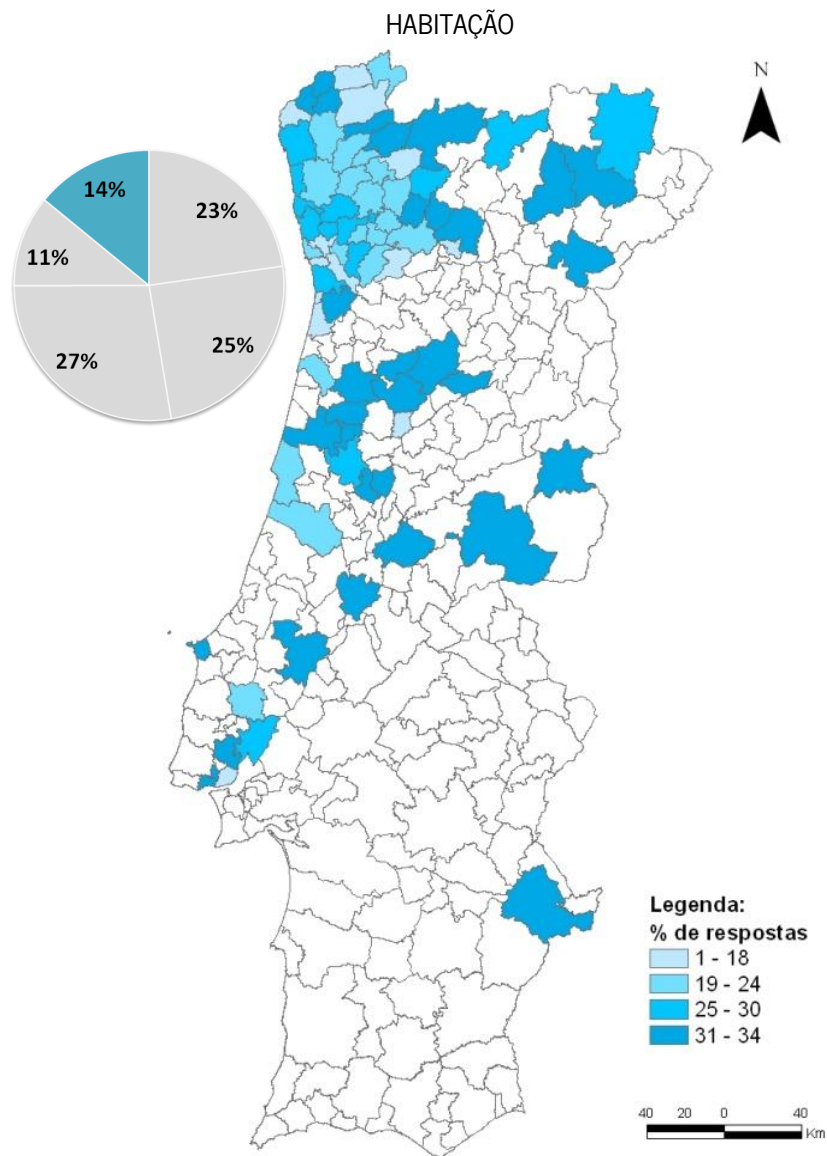 HABITAÇÃO
N
14%
23%
11%
27%
25%
Legenda:
% de respostas
1 - 18
19 - 24
25 - 30
31 - 34
40 20 0 40
Km